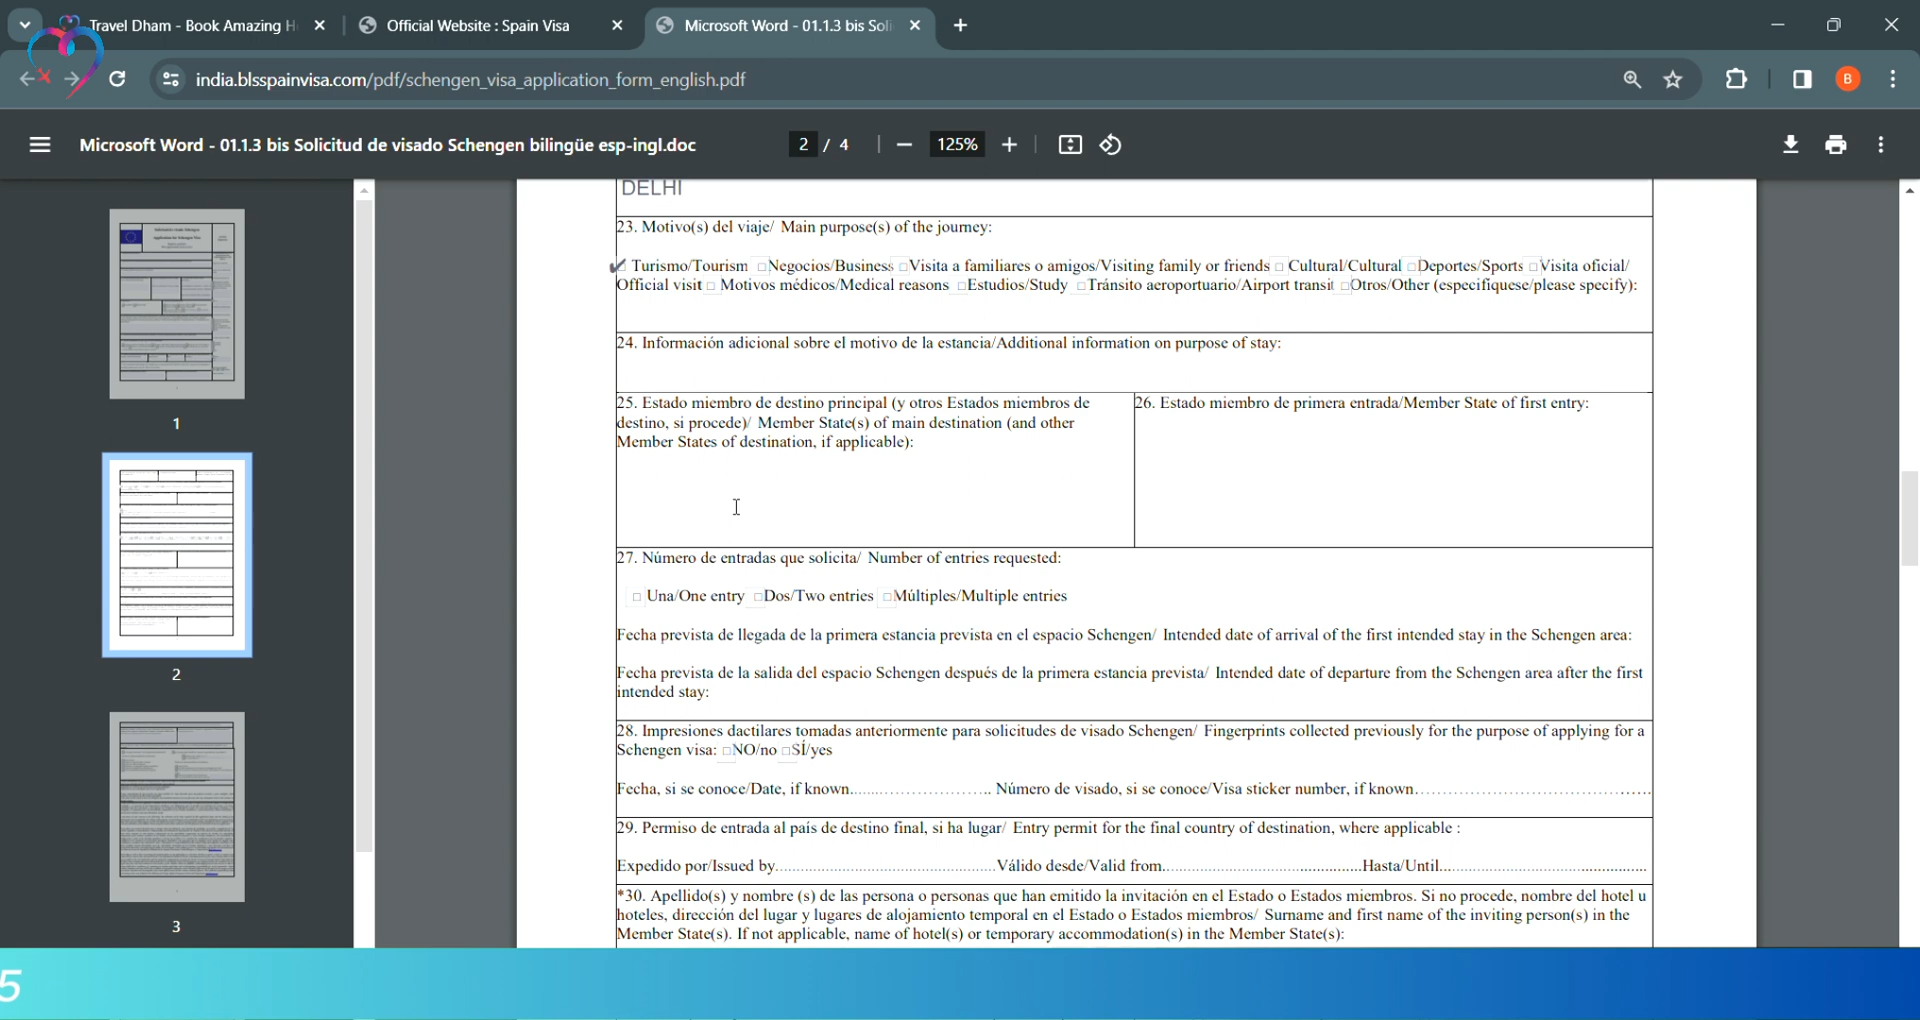 Travel Dham - Book Amazing H
Official Website : Spain Visa
Microsoft Word - 01.1.3 bis Soli
india.blsspainvisa.com/pdf/schengen_visa_application_form_english.pdf
B
Microsoft Word - 01.1.3 bis Solicitud de visado Schengen bilingüe esp-ingl.doc
2 / 4
125%
1
2
3
DELHI
23. Motivo(s) del viaje/ Main purpose(s) of the journey:
Turismo/Tourism □Negocios/Business □Visita a familiares o amigos/Visiting family or friends □ Cultural/Cultural □Deportes/Sports □Visita oficial/
Official visit □ Motivos médicos/Medical reasons □Estudios/Study □Tránsito aeroportuario/Airport transit □Otros/Other (especifíquese/please specify):
24. Información adicional sobre el motivo de la estancia/Additional information on purpose of stay:
25. Estado miembro de destino principal (y otros Estados miembros de
destino, si procede)/ Member State(s) of main destination (and other
Member States of destination, if applicable):
26. Estado miembro de primera entrada/Member State of first entry:
27. Número de entradas que solicita/ Number of entries requested:
□ Una/One entry □Dos/Two entries □Múltiples/Multiple entries
Fecha prevista de llegada de la primera estancia prevista en el espacio Schengen/ Intended date of arrival of the first intended stay in the Schengen area:
Fecha prevista de la salida del espacio Schengen después de la primera estancia prevista/ Intended date of departure from the Schengen area after the first
intended stay:
28. Impresiones dactilares tomadas anteriormente para solicitudes de visado Schengen/ Fingerprints collected previously for the purpose of applying for a
Schengen visa: □NO/no □SÍ/yes
Fecha, si se conoce/Date, if known........................ Número de visado, si se conoce/Visa sticker number, if known........................................
29. Permiso de entrada al país de destino final, si ha lugar/ Entry permit for the final country of destination, where applicable :
Expedido por/Issued by.....................................................Válido desde/Valid from................................................Hasta/Until..................................................
*30. Apellido(s) y nombre (s) de las persona o personas que han emitido la invitación en el Estado o Estados miembros. Si no procede, nombre del hotel u
hoteles, dirección del lugar y lugares de alojamiento temporal en el Estado o Estados miembros/ Surname and first name of the inviting person(s) in the
Member State(s). If not applicable, name of hotel(s) or temporary accommodation(s) in the Member State(s):
5